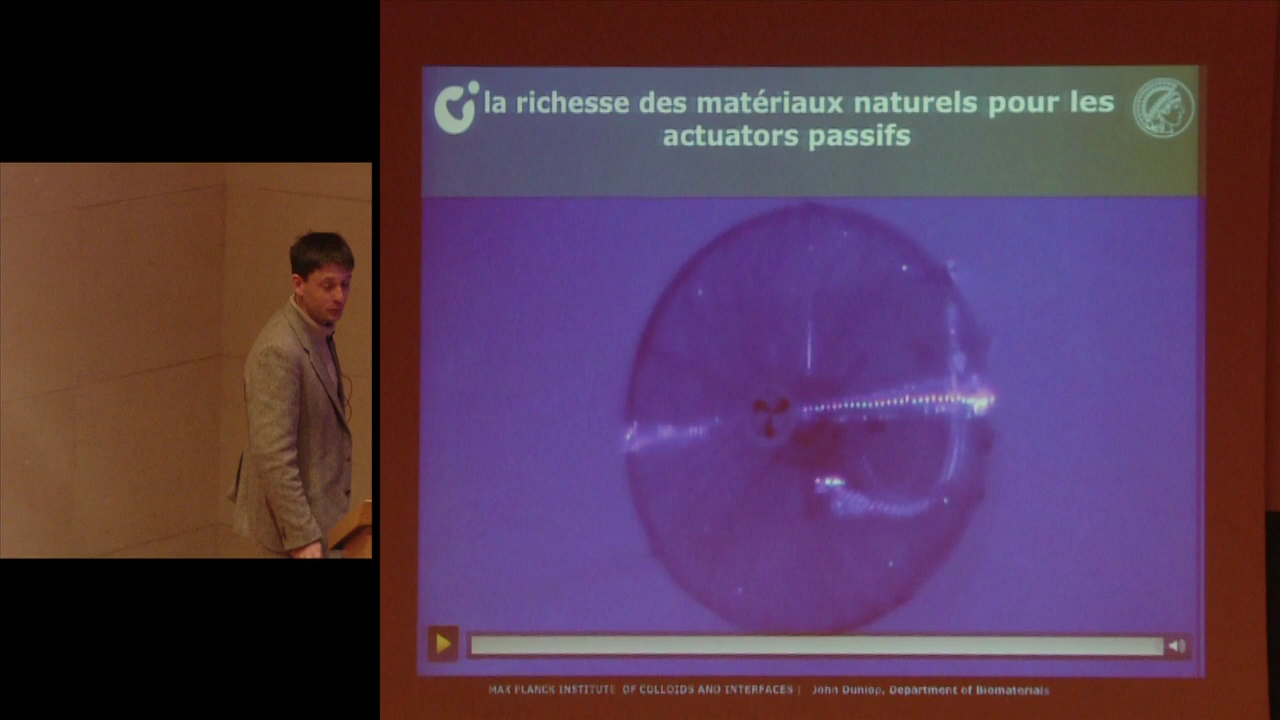 la richesse des matériaux naturels pour les
actuators passifs
MAX PLANCK INSTITUTE OF COLLOIDS AND INTERFACES | John Dunlop, Department of Biomaterials